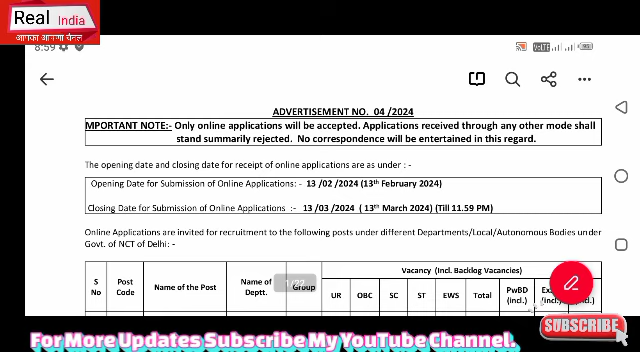 Real India
आपका आपणा चैनल
8:59
VoLTE
ADVERTISEMENT NO. 04 /2024
MPORTANT NOTE:- Only online applications will be accepted. Applications received through any other mode shall
stand summarily rejected. No correspondence will be entertained in this regard.
The opening date and closing date for receipt of online applications are as under : -
Opening Date for Submission of Online Applications: - 13 /02 /2024 (13th February 2024)
Closing Date for Submission of Online Applications :- 13 /03 /2024 ( 13th March 2024) (Till 11.59 PM)
Online Applications are invited for recruitment to the following posts under different Departments/Local/Autonomous Bodies under
Govt. of NCT of Delhi: -
S No
Post Code
Name of the Post
Name of Deptt.
1/22
Group
Vacancy (Incl. Backlog Vacancies)
UR OBC SC ST EWS Total
PwBD (incl.)
SUBSCRIBE
For More Updates Subscribe My YouTube Channel.